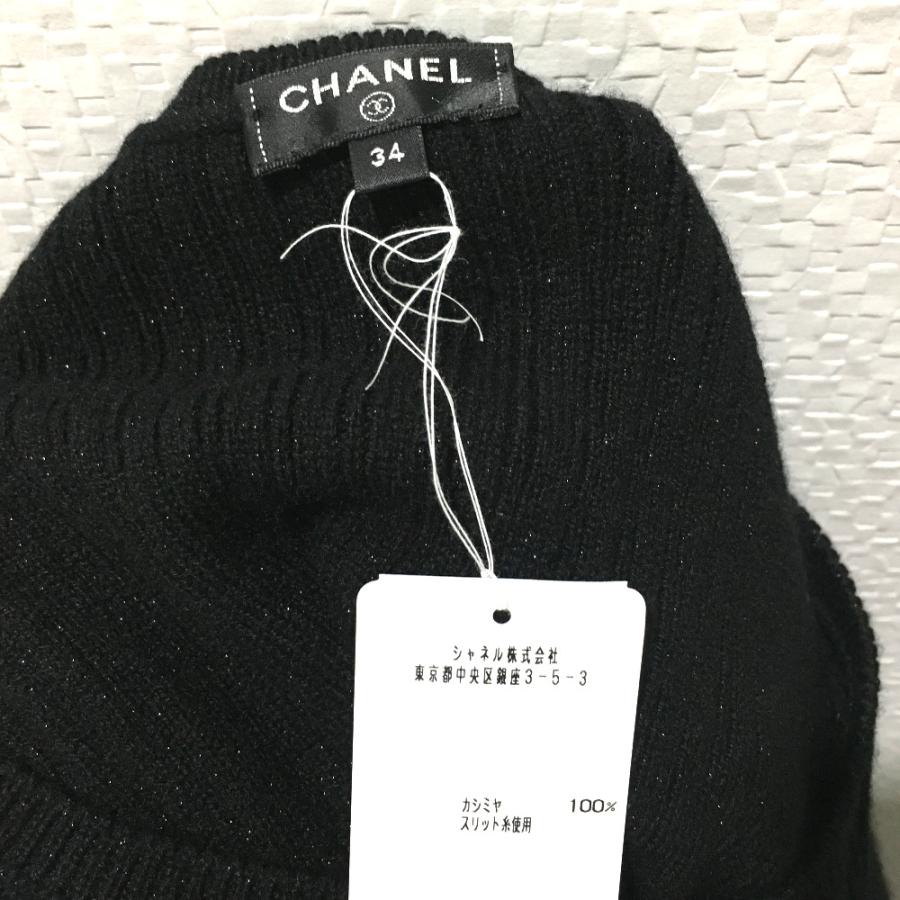 CHANEL
34
シャネル株式会社
東京都中央区銀座3-5-3
カシミヤ 100%
スリット糸使用